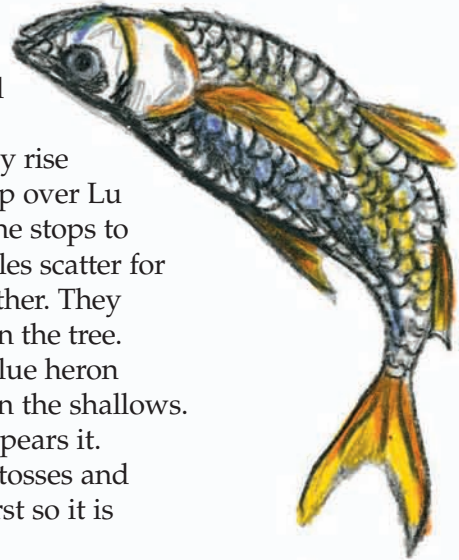 y rise
p over Lu
ne stops to
les scatter for
ther. They
n the tree.
lue heron
n the shallows.
pears it.
tosses and
rst so it is